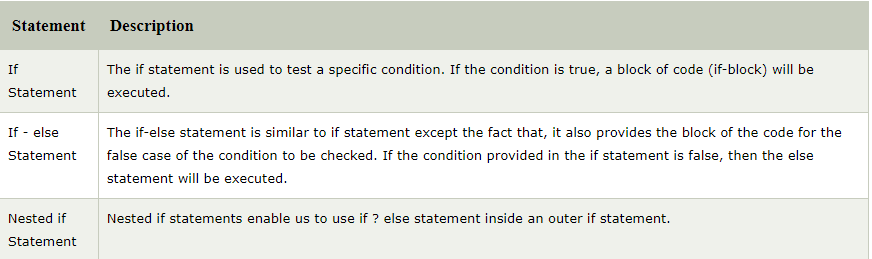 Statement Description
If
Statement
The if statement is used to test a specific condition. If the condition is true, a block of code (if-block) will be
executed.
If - else
Statement
The if-else statement is similar to if statement except the fact that, it also provides the block of the code for the
false case of the condition to be checked. If the condition provided in the if statement is false, then the else
statement will be executed.
Nested if
Statement
Nested if statements enable us to use if ? else statement inside an outer if statement.